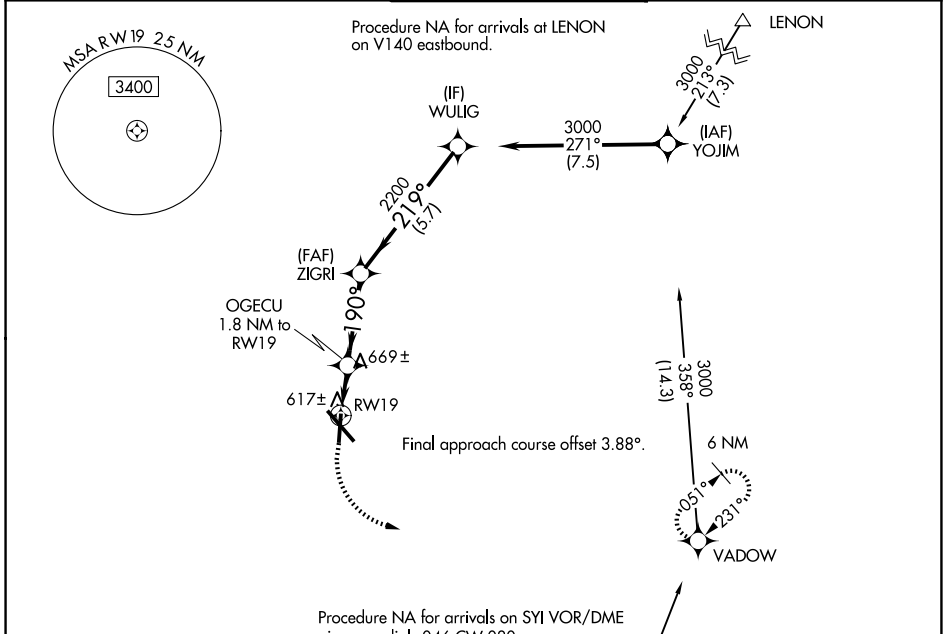 Procedure NA for arrivals at LENON
on V140 eastbound.
LENON
MSA RW19 25 NM
3400
3000
213°
(7.3)
(IF)
WULIG
3000
271°
(7.5)
(IAF)
YOJIM
2200
219°
(5.7)
(FAF)
ZIGRI
190°
OGECU
1.8 NM to
RW19
669±
617±
RW19
3000
358°
(14.3)
Final approach course offset 3.88°.
6 NM
051°
231°
VADOW
Procedure NA for arrivals on SYI VOR/DME